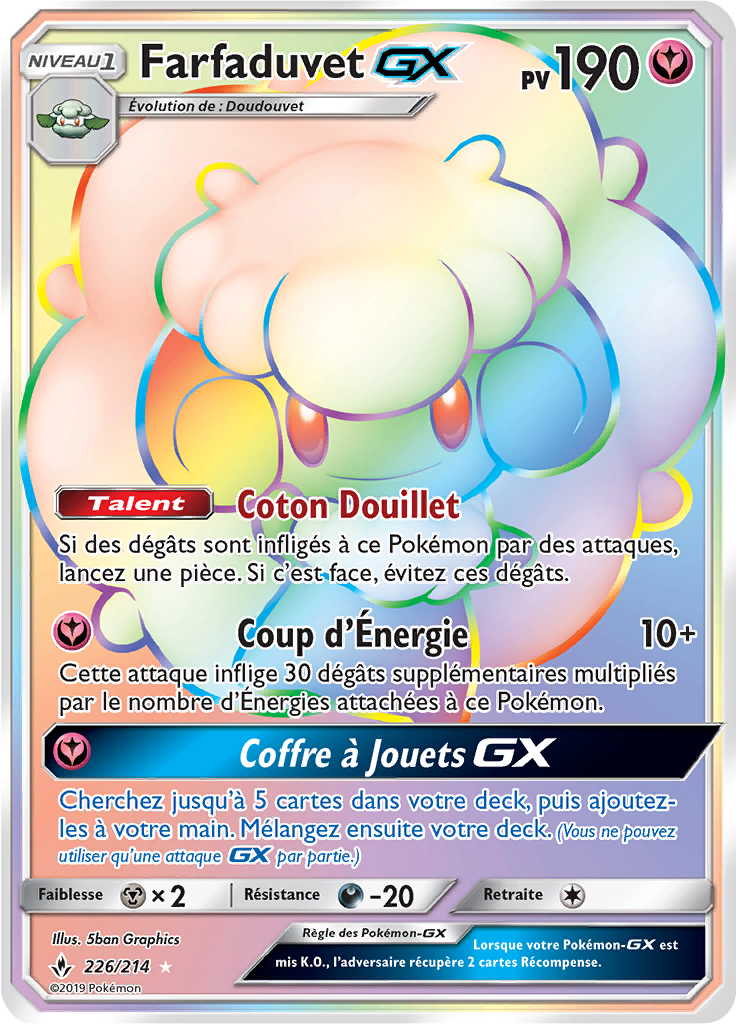 NIVEAU 1
Farfaduvet GX
PV 190
Évolution de : Doudouvet
Talent Coton Douillet
Si des dégâts sont infligés à ce Pokémon par des attaques,
lancez une pièce. Si c'est face, évitez ces dégâts.
Coup d'Énergie 10+
Cette attaque inflige 30 dégâts supplémentaires multipliés
par le nombre d'Énergies attachées à ce Pokémon.
Coffre à Jouets GX
Cherchez jusqu'à 5 cartes dans votre deck, puis ajoutez-
les à votre main. Mélangez ensuite votre deck. (Vous ne pouvez
utiliser qu'une attaque GX par partie.)
Faiblesse × 2 Résistance -20 Retraite
Illus. 5ban Graphics
226/214
©2019 Pokémon
Règle des Pokémon-GX
Lorsque votre Pokémon-GX est
mis K.O., l'adversaire récupère 2 cartes Récompense.